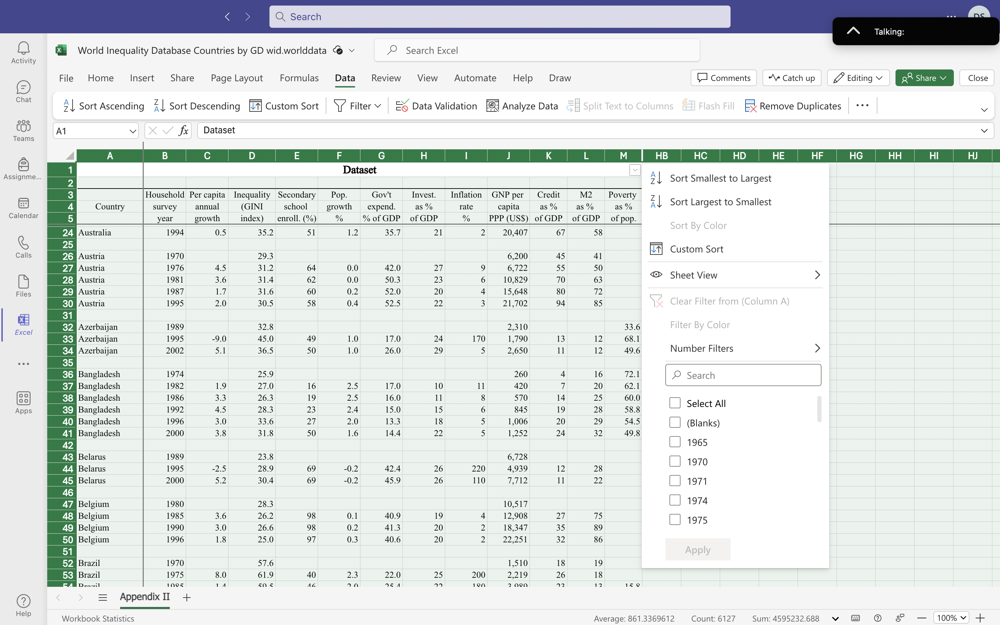 Search
DS
Talking:
World Inequality Database Countries by GD wid.worlddata
Search Excel
File Home Insert Share Page Layout Formulas Data Review View Automate Help Draw
Comments Catch up Editing Share Close
Sort Ascending Sort Descending Custom Sort Filter Data Validation Analyze Data Split Text to Columns Flash Fill Remove Duplicates
A1 fx Dataset
A B C D E F G H I J K L M HB HC HD HE HF HG HH HI HJ
1 Dataset
2
3 Household Per capita Inequality Secondary Pop. Gov't Invest. Inflation GNP per Credit M2 Poverty
4 Country survey annual (GINI school growth expend. as % rate capita as % as % as %
5 year growth index) enroll. (%) % % of GDP of GDP % PPP (US$) of GDP of GDP of pop.
24 Australia 1994 0.5 35.2 51 1.2 35.7 21 2 20,407 67 58
25
26 Austria 1970 29.3 6,200 45 41
27 Austria 1976 4.5 31.2 64 0.0 42.0 27 9 6,722 55 50
28 Austria 1981 3.6 31.4 62 0.0 50.3 23 6 10,829 70 63
29 Austria 1987 1.7 31.6 60 0.2 52.0 20 4 15,648 80 72
30 Austria 1995 2.0 30.5 58 0.4 52.5 22 3 21,702 94 85
31
32 Azerbaijan 1989 32.8 2,310 33.6
33 Azerbaijan 1995 -9.0 45.0 49 1.0 17.0 24 170 1,790 13 12 68.1
34 Azerbaijan 2002 5.1 36.5 50 1.0 26.0 29 5 2,650 11 12 49.6
35
36 Bangladesh 1974 25.9 260 4 16 72.1
37 Bangladesh 1982 1.9 27.0 16 2.5 17.0 10 11 420 7 20 62.1
38 Bangladesh 1986 3.3 26.3 19 2.5 16.0 11 8 570 14 25 60.0
39 Bangladesh 1992 4.5 28.3 23 2.4 15.0 15 6 845 19 28 58.8
40 Bangladesh 1996 3.0 33.6 27 2.0 13.3 18 5 1,006 20 29 54.5
41 Bangladesh 2000 3.8 31.8 50 1.6 14.4 22 5 1,252 24 32 49.8
42
43 Belarus 1989 23.8 6,728
44 Belarus 1995 -2.5 28.9 69 -0.2 42.4 26 220 4,939 12 28
45 Belarus 2000 5.2 30.4 69 -0.2 45.9 26 110 7,712 11 22
46
47 Belgium 1980 28.3 10,517
48 Belgium 1985 3.6 26.2 98 0.1 40.9 19 4 12,908 27 75
49 Belgium 1990 3.0 26.6 98 0.2 41.3 20 2 18,347 35 89
50 Belgium 1996 1.8 25.0 97 0.3 40.6 20 2 22,251 32 86
51
52 Brazil 1970 57.6 1,510 18 19
53 Brazil 1975 8.0 61.9 40 2.3 22.0 25 200 2,219 26 18
54 Brazil 1985 1.4 59.5 46 2.0 25.4 22 180 3,989 23 13 15.8
Sort Smallest to Largest
Sort Largest to Smallest
Sort By Color
Custom Sort
Sheet View
Clear Filter from (Column A)
Filter By Color
Number Filters
Search
Select All
(Blanks)
1965
1970
1971
1974
1975
Apply
Activity
Chat
Teams
Assignme...
Calendar
Calls
Files
Excel
Apps
Help
Appendix II
Workbook Statistics Average: 861.3369612 Count: 6127 Sum: 4595232.688 100%